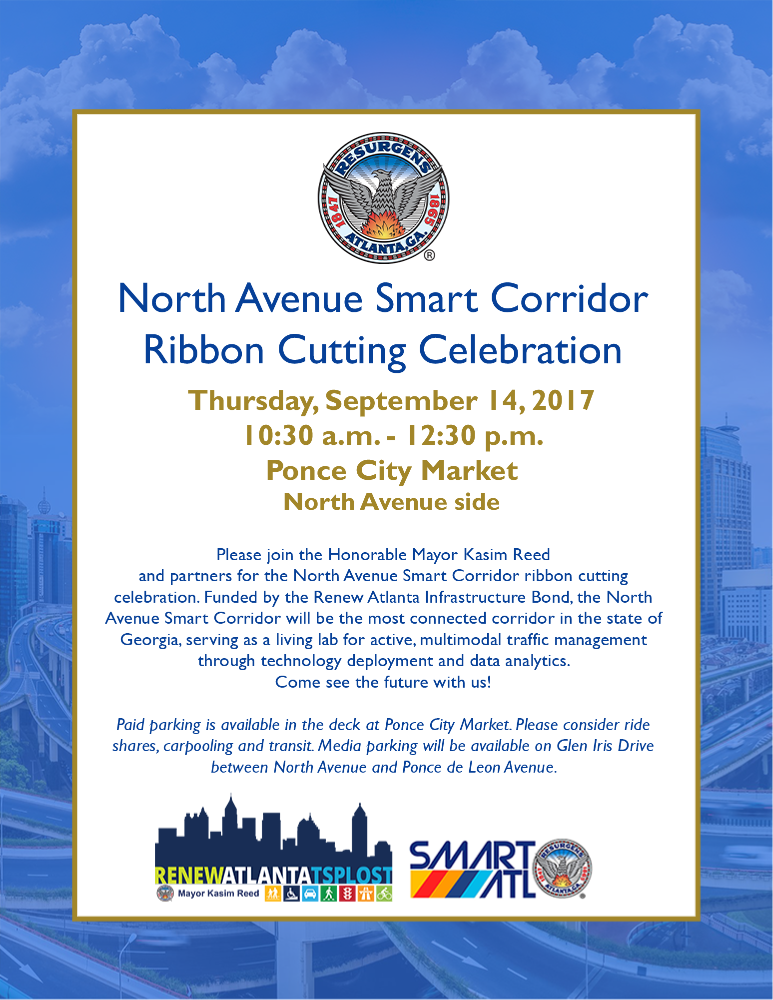 RESURGENS
1847
1865
ATLANTA, GA.
®
North Avenue Smart Corridor
Ribbon Cutting Celebration
Thursday, September 14, 2017
10:30 a.m. - 12:30 p.m.
Ponce City Market
North Avenue side
Please join the Honorable Mayor Kasim Reed
and partners for the North Avenue Smart Corridor ribbon cutting
celebration. Funded by the Renew Atlanta Infrastructure Bond, the North
Avenue Smart Corridor will be the most connected corridor in the state of
Georgia, serving as a living lab for active, multimodal traffic management
through technology deployment and data analytics.
Come see the future with us!
Paid parking is available in the deck at Ponce City Market. Please consider ride
shares, carpooling and transit. Media parking will be available on Glen Iris Drive
between North Avenue and Ponce de Leon Avenue.
RENEWATLANTATSPLOST
Mayor Kasim Reed
SMART
ATL
RESURGENS
1847
1865
ATLANTA, GA.